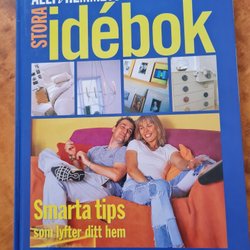 ALLT i HEMMETS
STORA
idébok
Smarta tips
som lyfter ditt hem